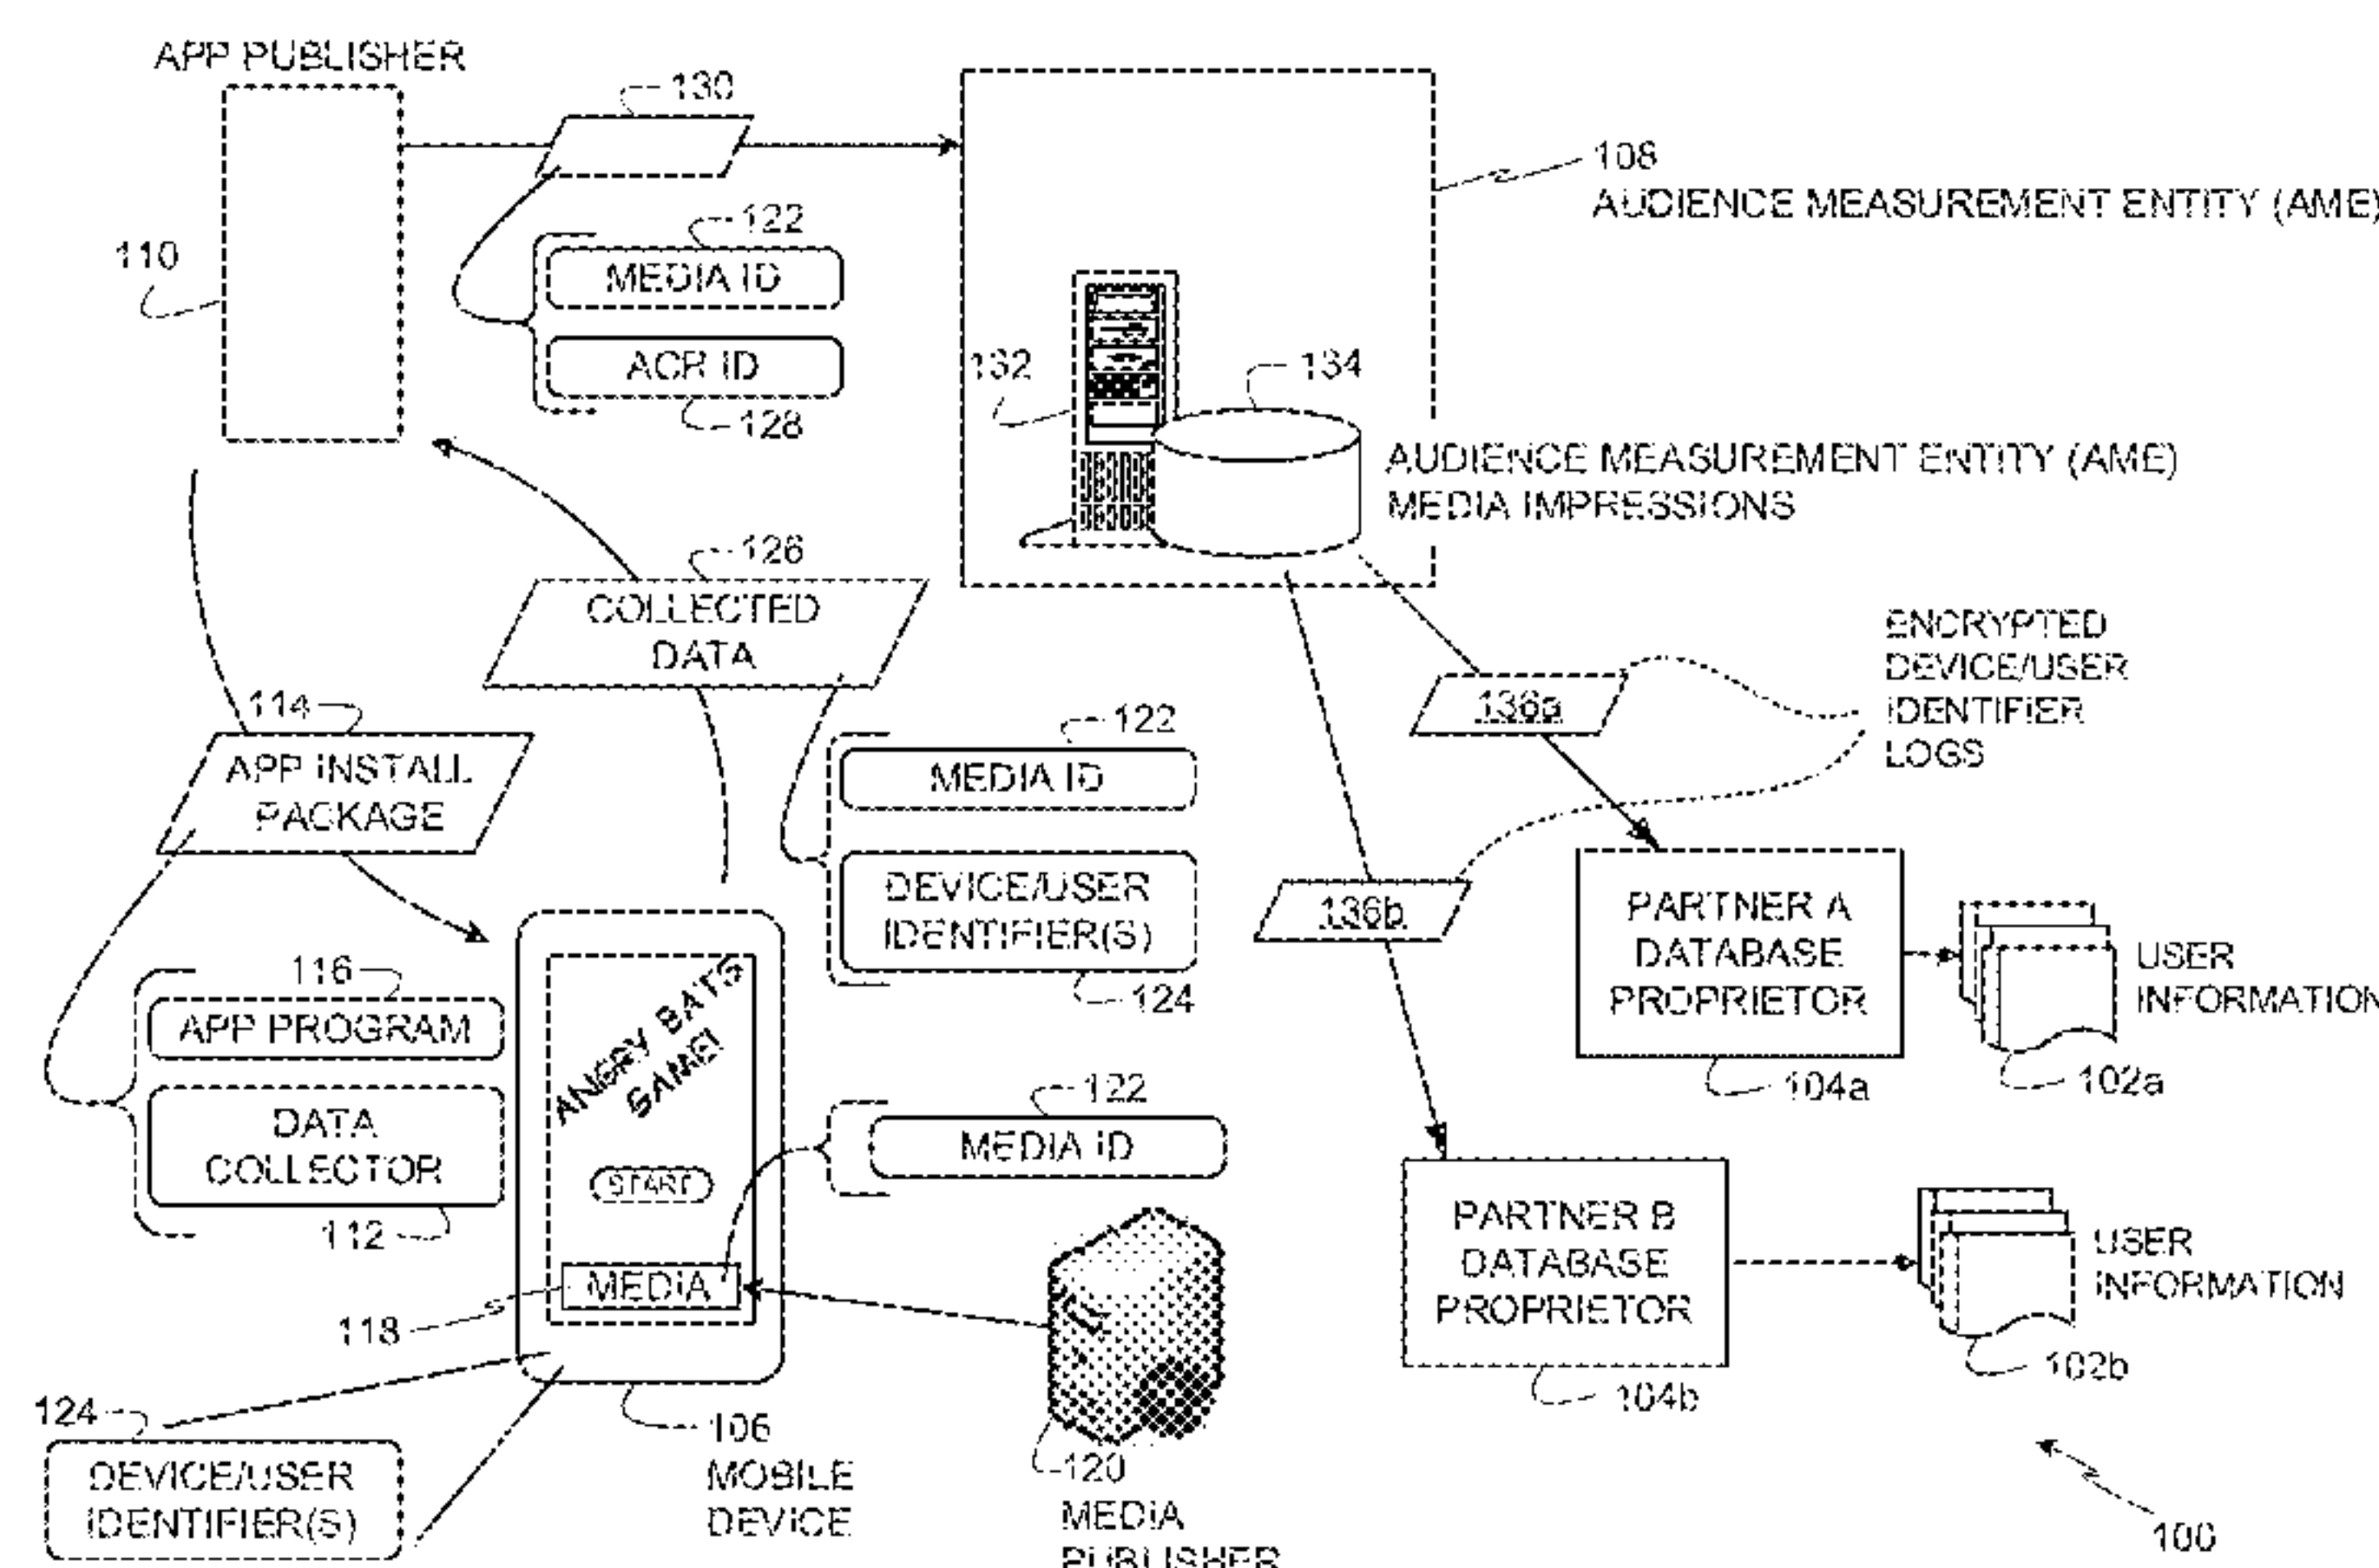 APP PUBLISHER
130
108
AUDIENCE MEASUREMENT ENTITY (AME)
110
122
MEDIA ID
ACR ID
128
132
134
AUDIENCE MEASUREMENT ENTITY (AME)
MEDIA IMPRESSIONS
126
COLLECTED
DATA
ENCRYPTED
DEVICE/USER
IDENTIFIER
LOGS
114
APP INSTALL
PACKAGE
122
MEDIA ID
DEVICE/USER
IDENTIFIER(S)
124
136a
136b
PARTNER A
DATABASE
PROPRIETOR
104a
USER
INFORMATION
102a
116
APP PROGRAM
DATA
COLLECTOR
112
ANGRY BATS
GAME!
START
MEDIA
118
122
MEDIA ID
PARTNER B
DATABASE
PROPRIETOR
104b
USER
INFORMATION
102b
124
DEVICE/USER
IDENTIFIER(S)
106
MOBILE
DEVICE
120
MEDIA
PUBLISHER
100